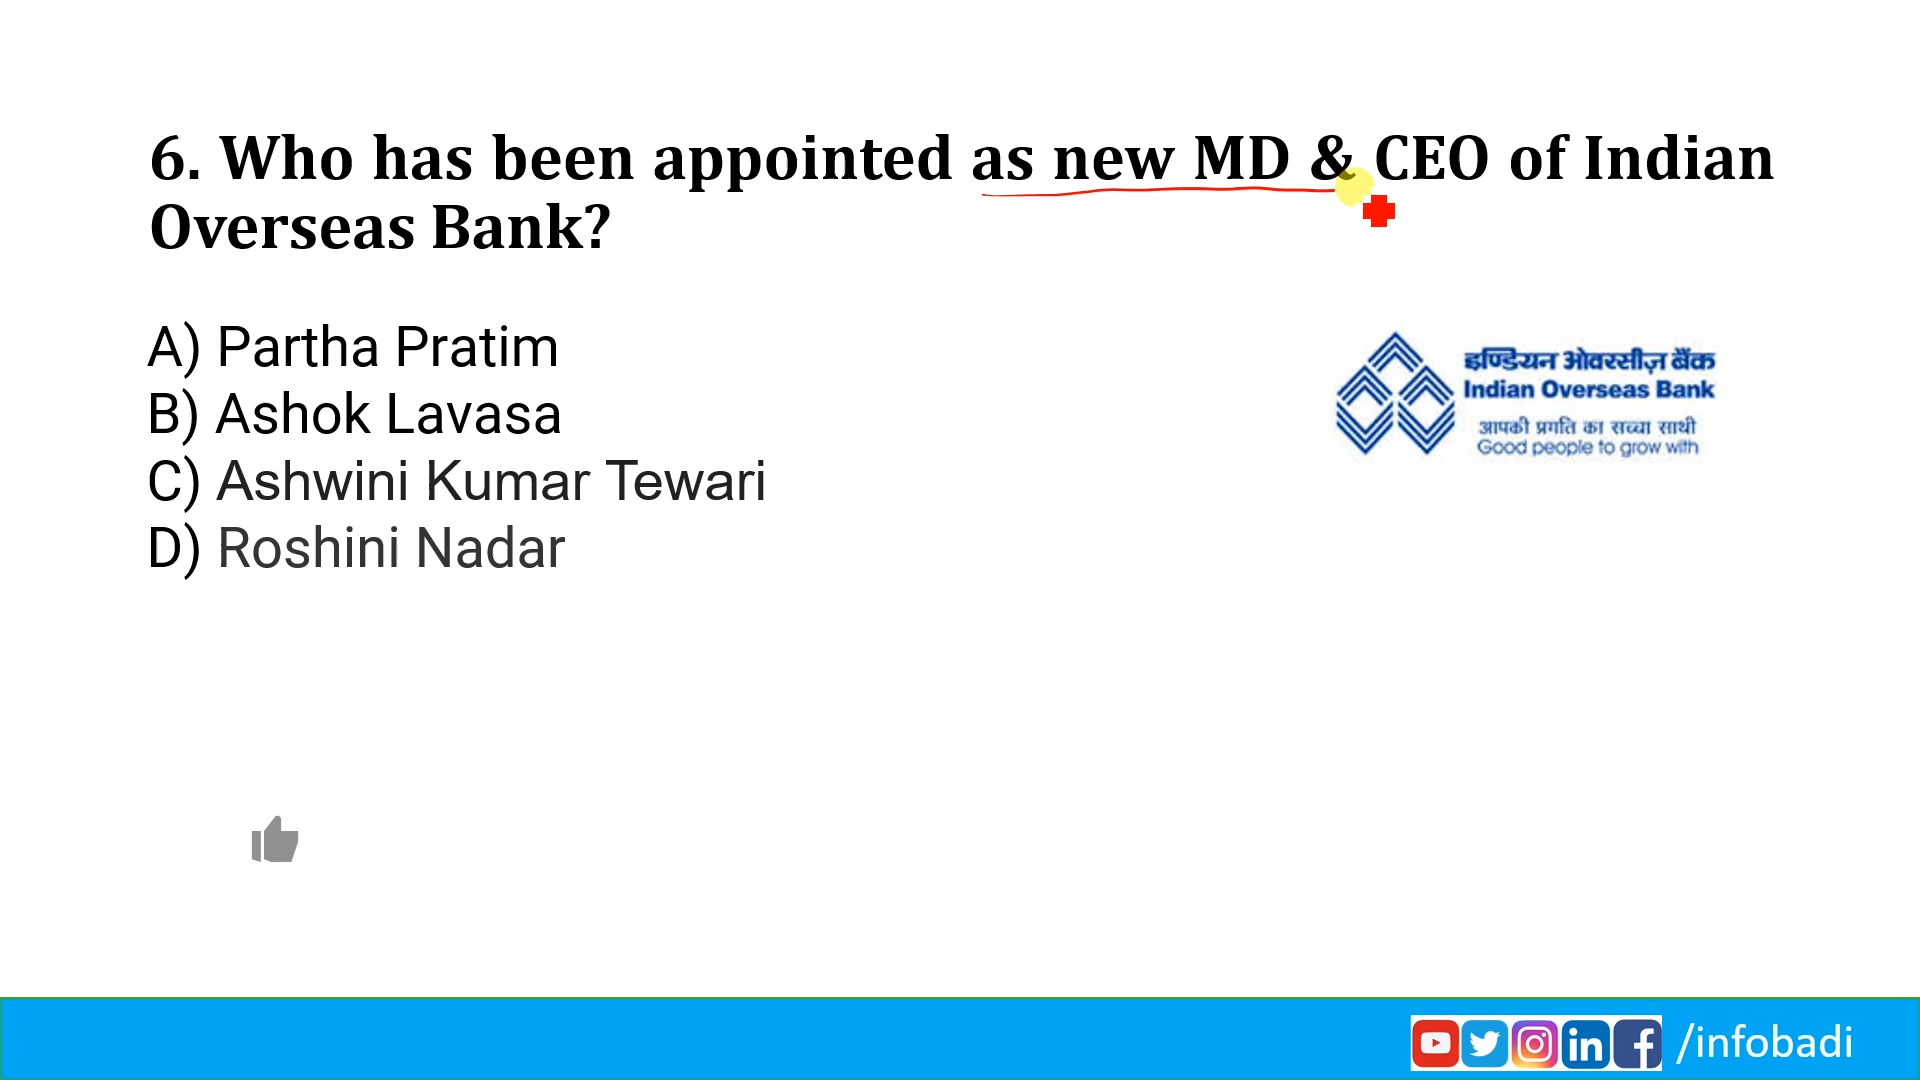 6. Who has been appointed as new MD & CEO of Indian
Overseas Bank?
A) Partha Pratim
B) Ashok Lavasa
C) Ashwini Kumar Tewari
D) Roshini Nadar
इण्डियन ओवरसीज़ बैंक
Indian Overseas Bank
आपकी प्रगति का सच्चा साथी
Good people to grow with
/infobadi